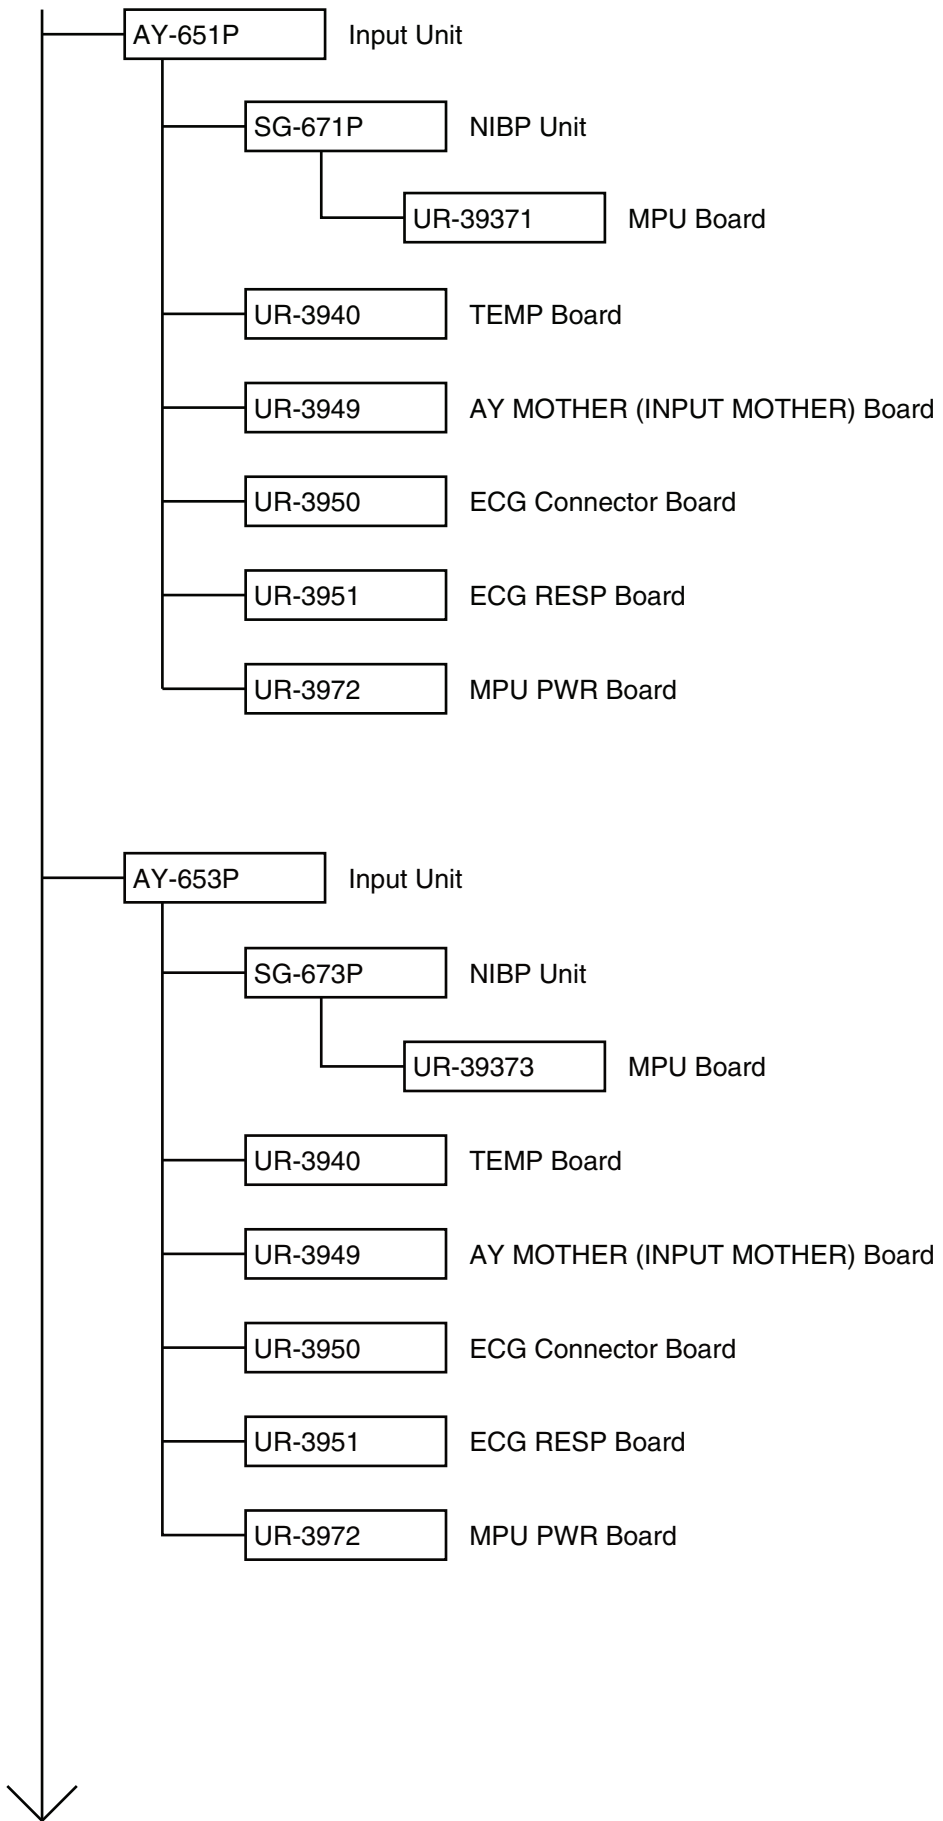 AY-651P Input Unit
SG-671P NIBP Unit
UR-39371 MPU Board
UR-3940 TEMP Board
UR-3949 AY MOTHER (INPUT MOTHER) Board
UR-3950 ECG Connector Board
UR-3951 ECG RESP Board
UR-3972 MPU PWR Board
AY-653P Input Unit
SG-673P NIBP Unit
UR-39373 MPU Board
UR-3940 TEMP Board
UR-3949 AY MOTHER (INPUT MOTHER) Board
UR-3950 ECG Connector Board
UR-3951 ECG RESP Board
UR-3972 MPU PWR Board